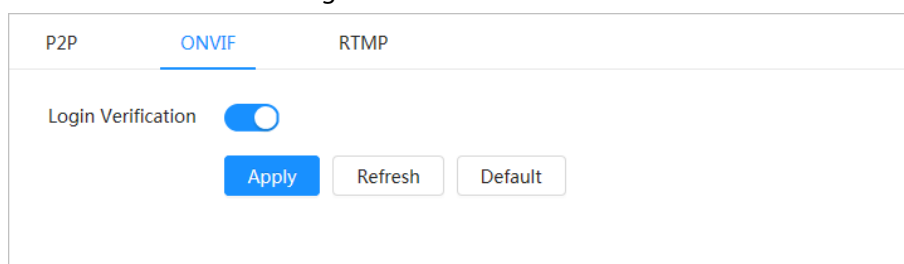 P2P ONVIF RTMP
Login Verification
Apply Refresh Default